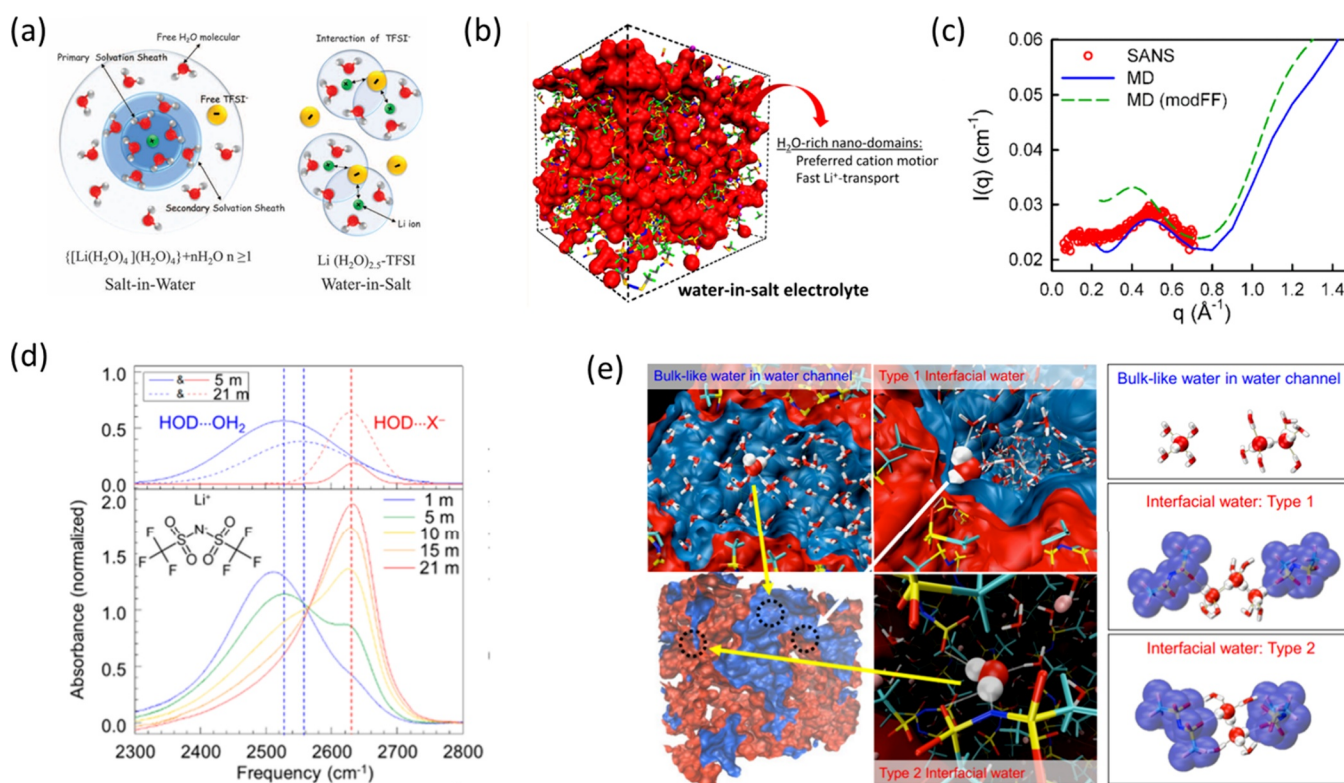 (a)
Free H₂O molecular
Primary Solvation Sheath
Free TFSI⁻
Secondary Solvation Sheath
{[Li(H₂O)₄](H₂O)₄}+nH₂O n ≥1
Salt-in-Water
Interaction of TFSI⁻
Li ion
Li (H₂O)₂.₅-TFSI
Water-in-Salt
(b)
H₂O-rich nano-domains:
Preferred cation motior
Fast Li⁺-transport
water-in-salt electrolyte
(c)
SANS
MD
MD (modFF)
I(q) (cm⁻¹)
0.06
0.05
0.04
0.03
0.02
0.0 0.2 0.4 0.6 0.8 1.0 1.2 1.4
q (Å⁻¹)
(d)
& 5 m
& 21 m
HOD···OH₂
HOD···X⁻
1.0
0.5
0.0
Li⁺
F F F S N⁻ S F F F
O O O O
1 m
5 m
10 m
15 m
21 m
2.0
1.5
1.0
0.5
0.0
Absorbance (normalized)
2300 2400 2500 2600 2700 2800
Frequency (cm⁻¹)
(e)
Bulk-like water in water channel
Type 1 Interfacial water
Type 2 Interfacial water
Bulk-like water in water channel
Interfacial water: Type 1
Interfacial water: Type 2